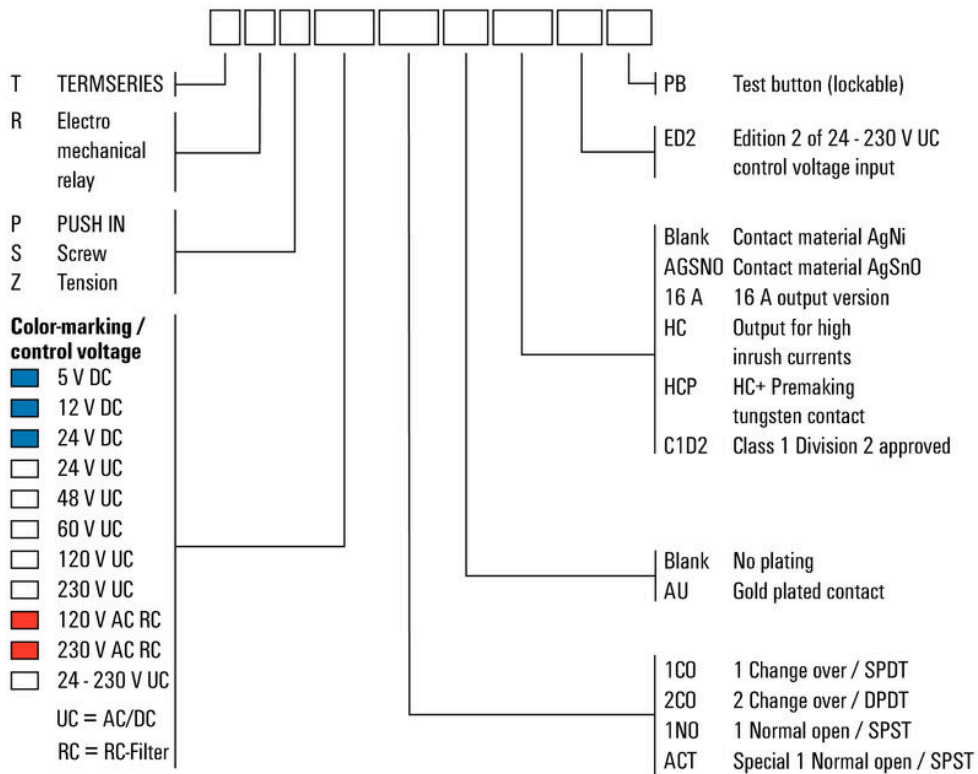 T TERMSERIES
R Electro
mechanical
relay
P PUSH IN
S Screw
Z Tension
Color-marking /
control voltage
5 V DC
12 V DC
24 V DC
24 V UC
48 V UC
60 V UC
120 V UC
230 V UC
120 V AC RC
230 V AC RC
24 - 230 V UC
UC = AC/DC
RC = RC-Filter
PB Test button (lockable)
ED2 Edition 2 of 24 - 230 V UC
control voltage input
Blank Contact material AgNi
AGSNO Contact material AgSnO
16 A 16 A output version
HC Output for high
inrush currents
HCP HC+ Premaking
tungsten contact
C1D2 Class 1 Division 2 approved
Blank No plating
AU Gold plated contact
1CO 1 Change over / SPDT
2CO 2 Change over / DPDT
1NO 1 Normal open / SPST
ACT Special 1 Normal open / SPST